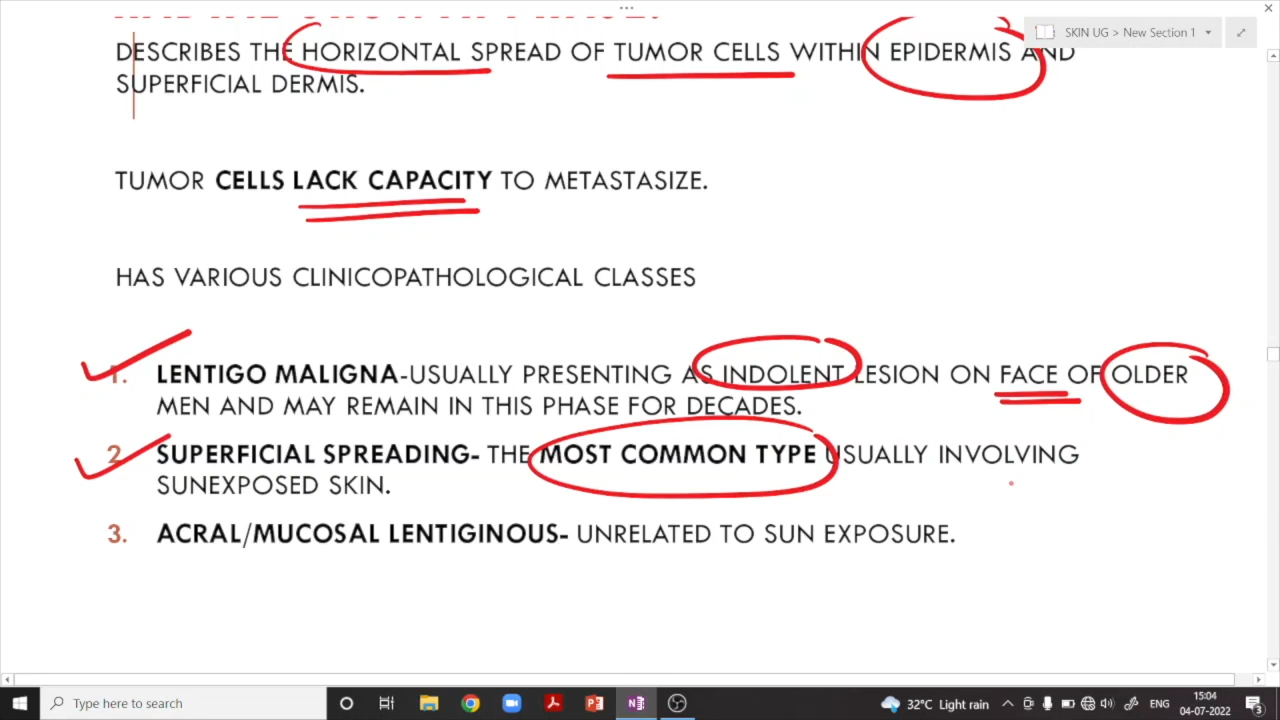 SKIN UG > New Section 1
DESCRIBES THE HORIZONTAL SPREAD OF TUMOR CELLS WITHIN EPIDERMIS AND
SUPERFICIAL DERMIS.
TUMOR CELLS LACK CAPACITY TO METASTASIZE.
HAS VARIOUS CLINICOPATHOLOGICAL CLASSES
1. LENTIGO MALIGNA-USUALLY PRESENTING AS INDOLENT LESION ON FACE OF OLDER
MEN AND MAY REMAIN IN THIS PHASE FOR DECADES.
2. SUPERFICIAL SPREADING- THE MOST COMMON TYPE USUALLY INVOLVING
SUNEXPOSED SKIN.
3. ACRAL/MUCOSAL LENTIGINOUS- UNRELATED TO SUN EXPOSURE.
Type here to search
32°C Light rain
ENG
15:04
04-07-2022
3